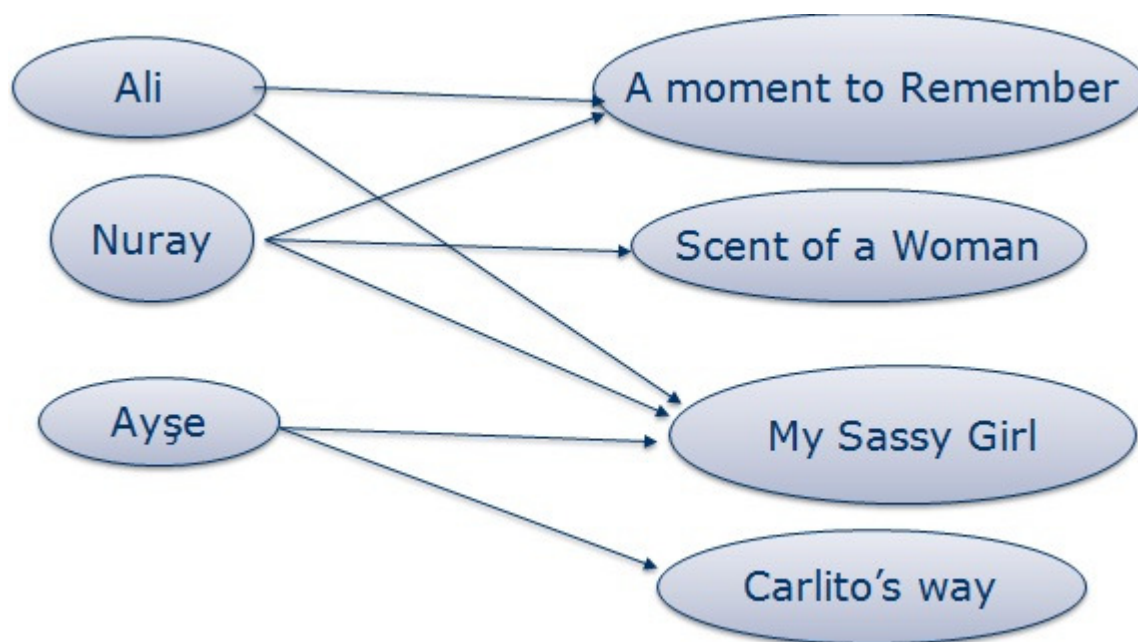 Ali
A moment to Remember
Nuray
Scent of a Woman
Ayşe
My Sassy Girl
Carlito’s way